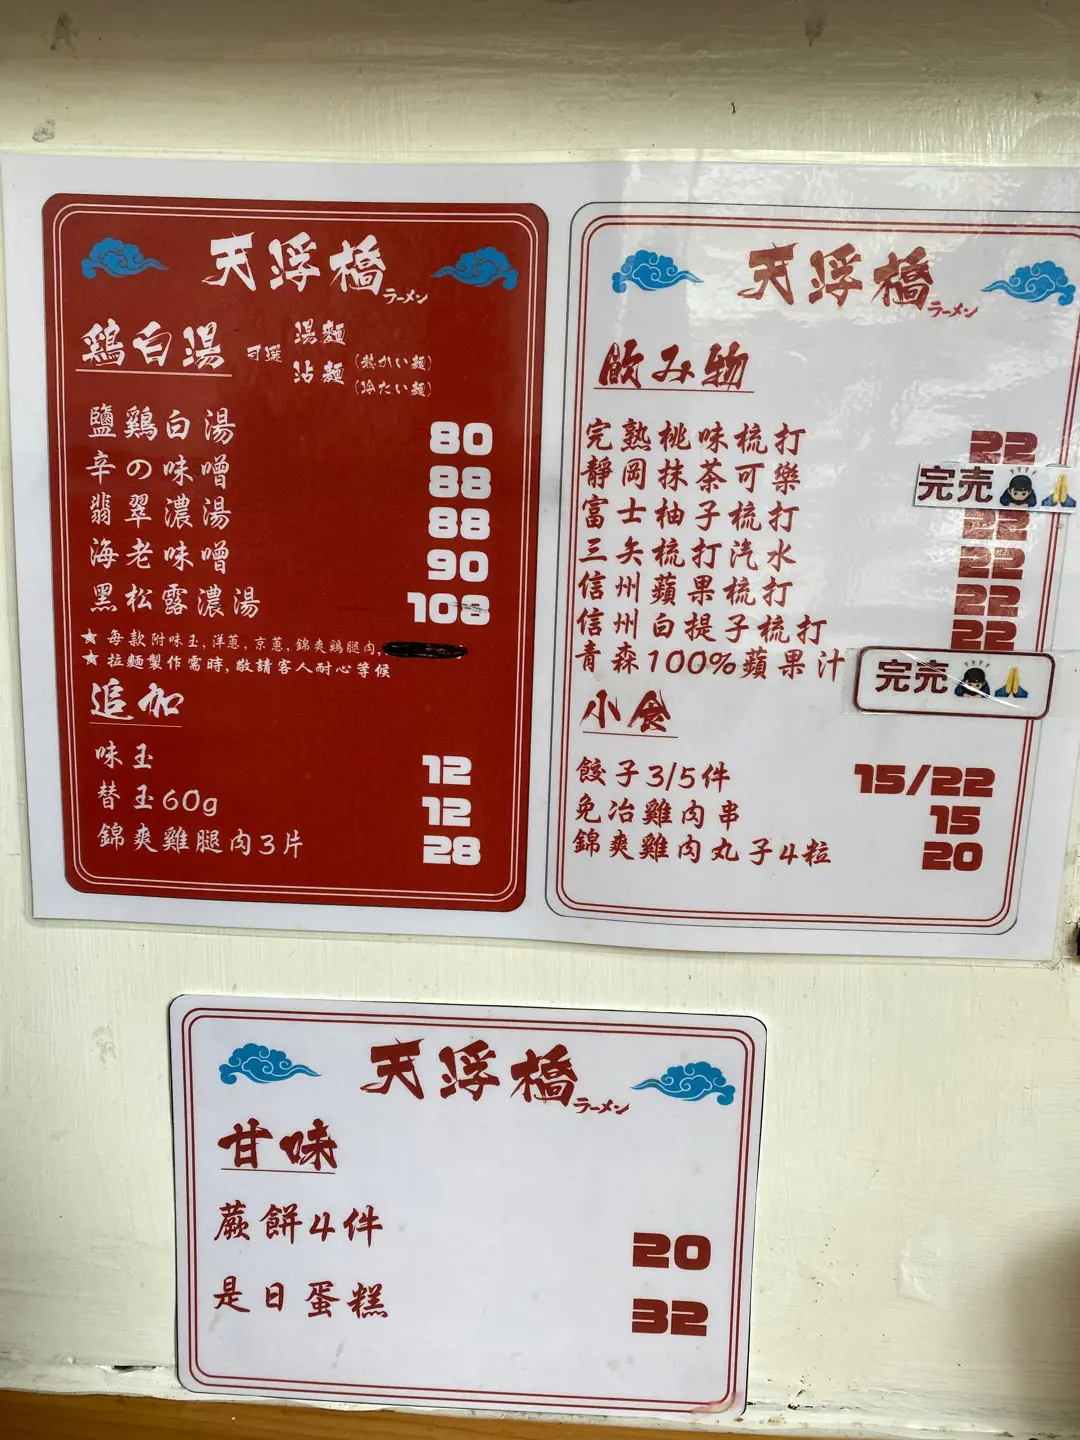 天浮橋
ラーメン
鶏白湯 可選 湯麵
沾麵 (熱かい麺)
(冷たい麺)
鹽鶏白湯 80
辛の味噌 88
翡翠濃湯 88
海老味噌 90
黑松露濃湯 108
★ 每款附味玉, 洋蔥, 京蔥, 錦爽鶏腿肉,
★ 拉麵製作需時, 敬請客人耐心等候
追加
味玉 12
替玉60g 12
錦爽雞腿肉3片 28
天浮橋
ラーメン
飲み物
完熟桃味梳打 22
靜岡抹茶可樂 完売
富士柚子梳打 22
三矢梳打汽水 22
信州蘋果梳打 22
信州白提子梳打 22
青森100%蘋果汁 完売
小食
餃子3/5件 15/22
免冶雞肉串 15
錦爽雞肉丸子4粒 20
天浮橋
ラーメン
甘味
蕨餅4件 20
是日蛋糕 32